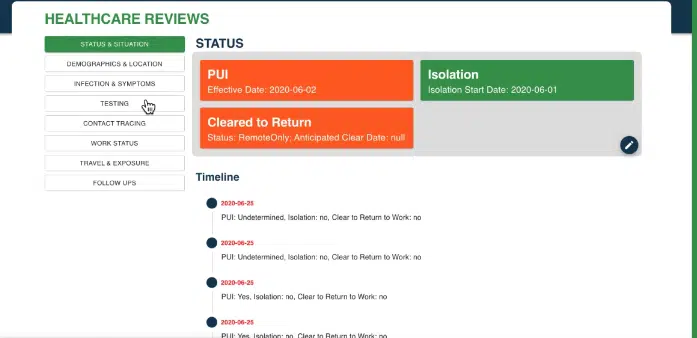 HEALTHCARE REVIEWS
STATUS & SITUATION
DEMOGRAPHICS & LOCATION
INFECTION & SYMPTOMS
TESTING
CONTACT TRACING
WORK STATUS
TRAVEL & EXPOSURE
FOLLOW UPS
STATUS
PUI
Effective Date: 2020-06-02
Isolation
Isolation Start Date: 2020-06-01
Cleared to Return
Status: RemoteOnly; Anticipated Clear Date: null
Timeline
2020-06-25
PUI: Undetermined, Isolation: no, Clear to Return to Work: no
2020-06-25
PUI: Undetermined, Isolation: no, Clear to Return to Work: no
2020-06-25
PUI: Yes, Isolation: no, Clear to Return to Work: no
2020-06-25
PUI: Yes, Isolation: no, Clear to Return to Work: no